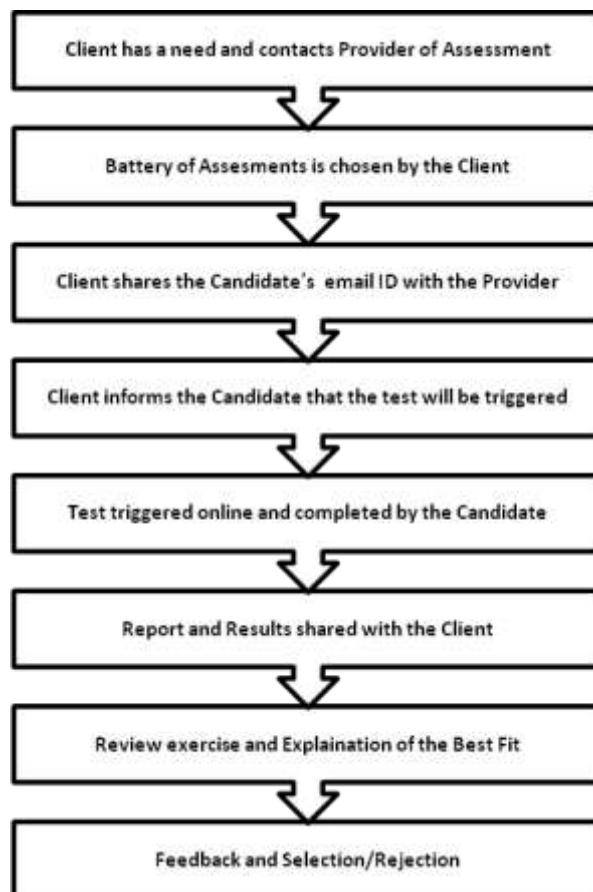 Client has a need and contacts Provider of Assessment
Battery of Assesments is chosen by the Client
Client shares the Candidate's email ID with the Provider
Client informs the Candidate that the test will be triggered
Test triggered online and completed by the Candidate
Report and Results shared with the Client
Review exercise and Explaination of the Best Fit
Feedback and Selection/Rejection